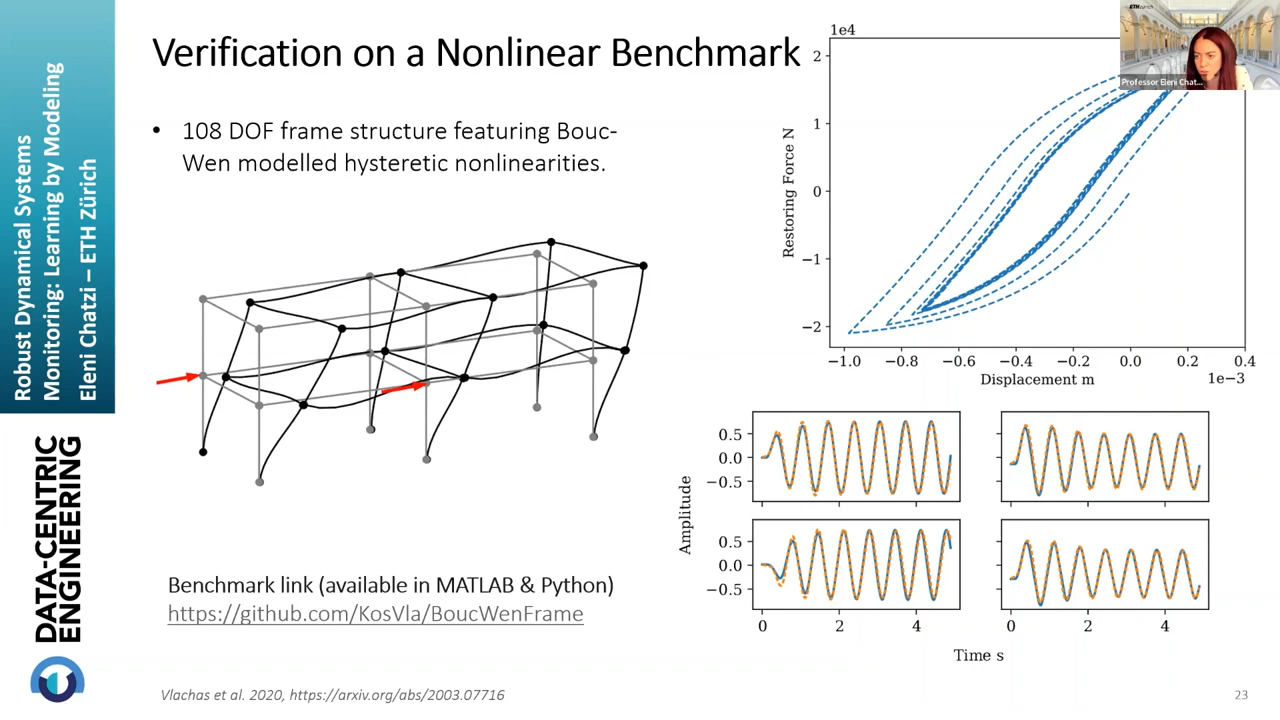 Robust Dynamical Systems
Monitoring: Learning by Modeling
Eleni Chatzi – ETH Zürich
DATA-CENTRIC
ENGINEERING
Verification on a Nonlinear Benchmark
• 108 DOF frame structure featuring Bouc-
Wen modelled hysteretic nonlinearities.
Benchmark link (available in MATLAB & Python)
https://github.com/KosVla/BoucWenFrame
Vlachas et al. 2020, https://arxiv.org/abs/2003.07716
1e4
2
1
0
−1
−2
Restoring Force N
−1.0 −0.8 −0.6 −0.4 −0.2 0.0 0.2 0.4
Displacement m
1e−3
ETH zürich
Professor Eleni Chat...
0.5
0.0
−0.5
0.5
0.0
−0.5
Amplitude
0 2 4
0 2 4
Time s
23